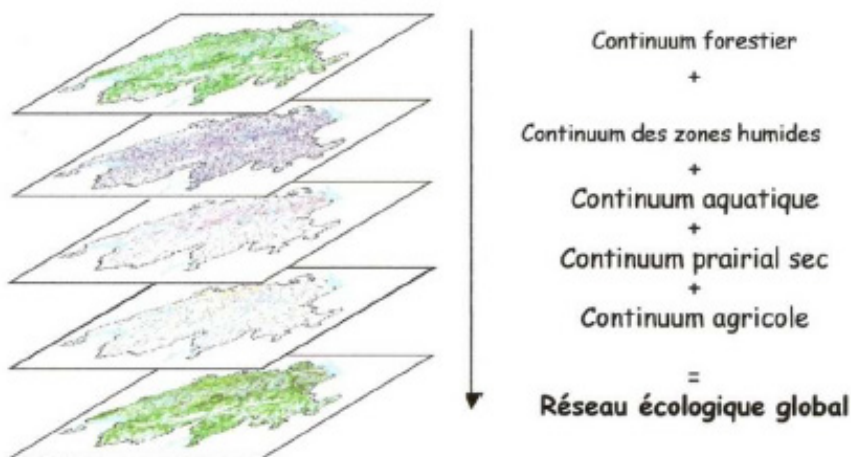 Continuum forestier
+
Continuum des zones humides
+
Continuum aquatique
+
Continuum prairial sec
+
Continuum agricole
=
Réseau écologique global